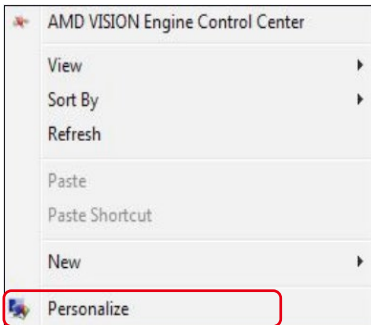 AMD VISION Engine Control Center
View
Sort By
Refresh
Paste
Paste Shortcut
New
Personalize